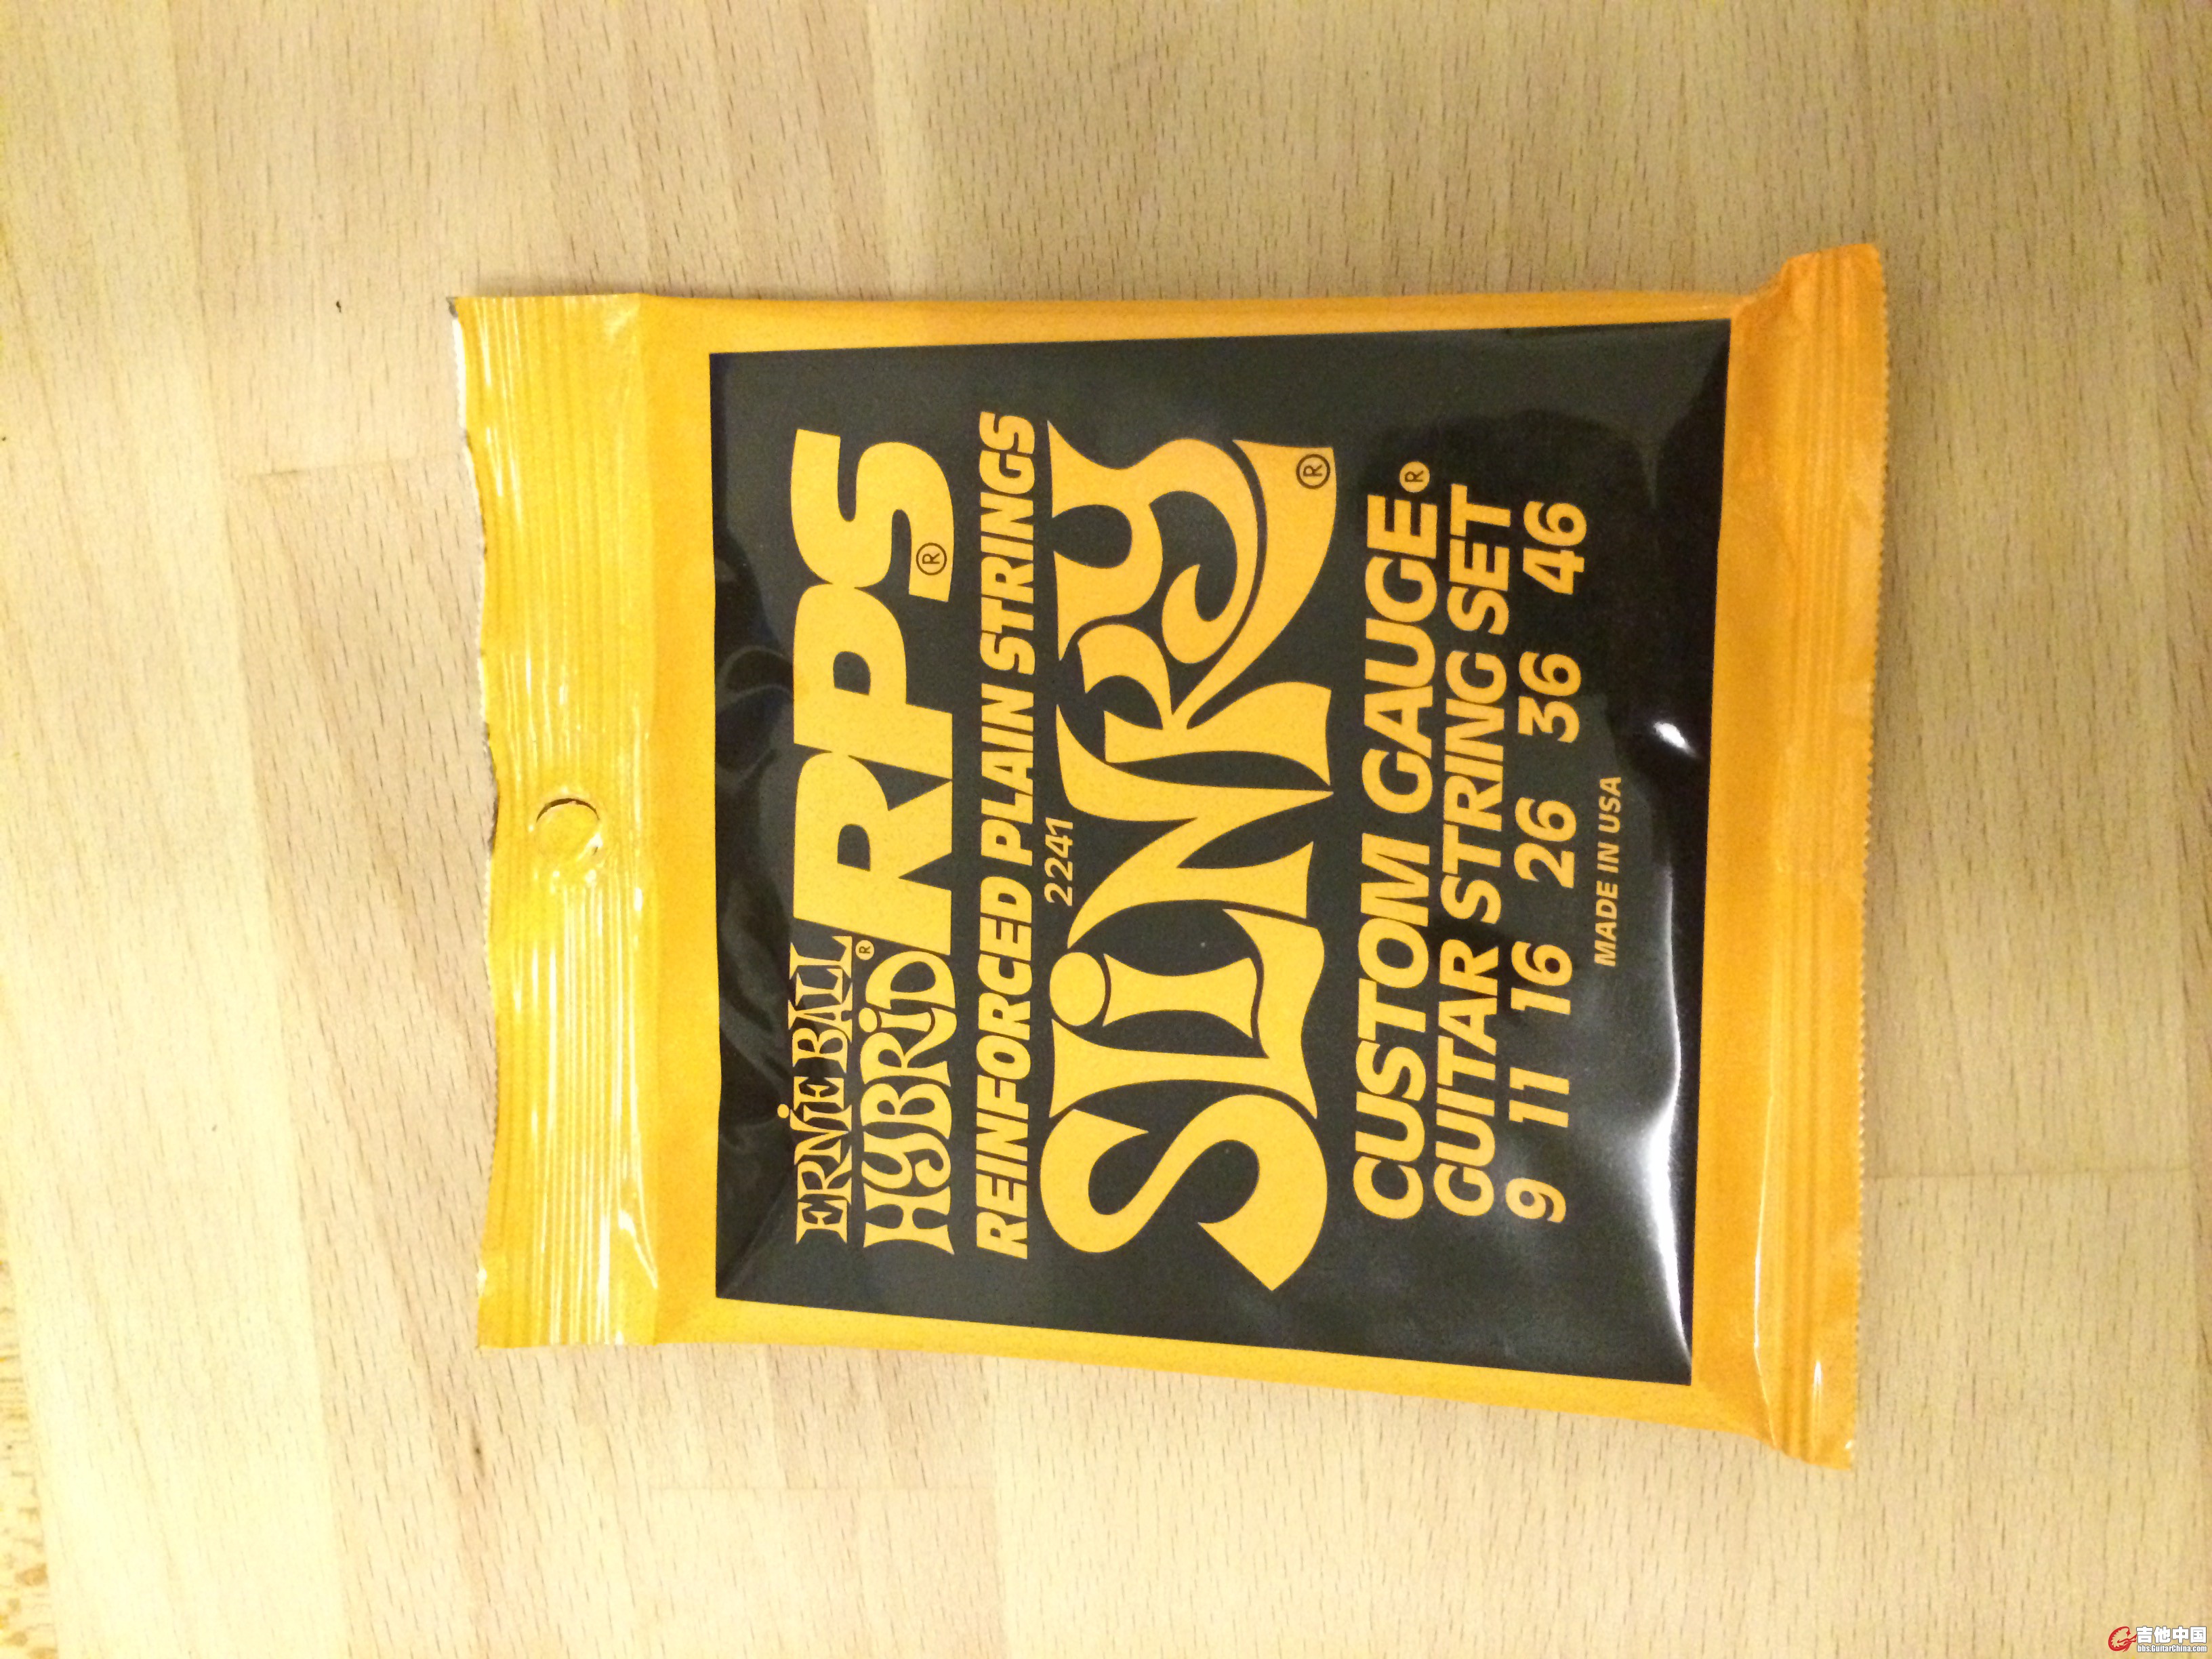 ERNIE BALL®
HYBRID RPS®
REINFORCED PLAIN STRINGS
2241
SLiNKY®
CUSTOM GAUGE®
GUITAR STRING SET
9 11 16 26 36 46
MADE IN USA
吉他中国
bbs.GuitarChina.com